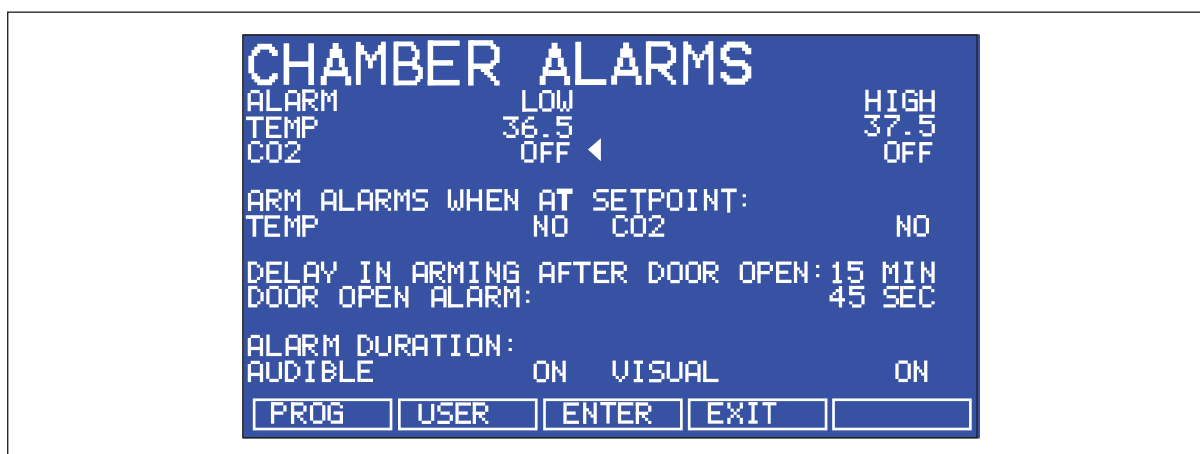 CHAMBER ALARMS
ALARM LOW HIGH
TEMP 36.5 37.5
CO2 OFF OFF
ARM ALARMS WHEN AT SETPOINT:
TEMP NO CO2 NO
DELAY IN ARMING AFTER DOOR OPEN:15 MIN
DOOR OPEN ALARM: 45 SEC
ALARM DURATION:
AUDIBLE ON VISUAL ON
PROG USER ENTER EXIT